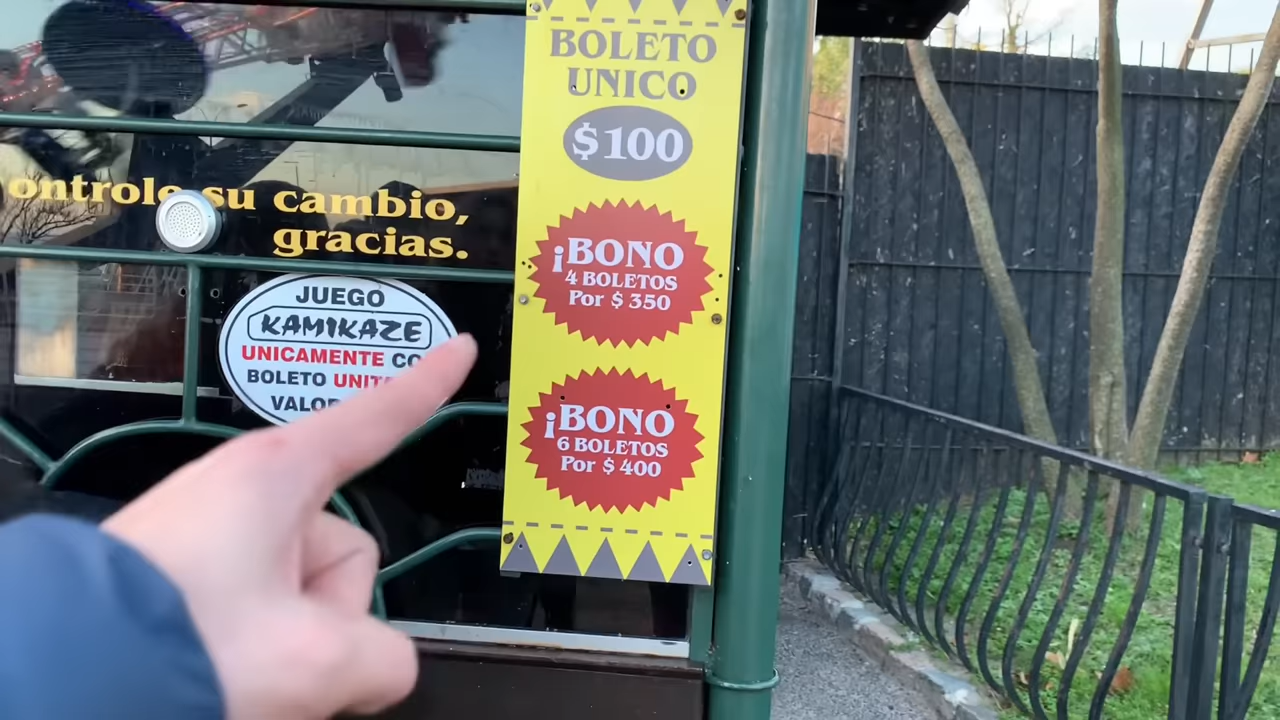 ontrole su cambio,
gracias.
JUEGO
KAMIKAZE
UNICAMENTE
BOLETO
BOLETO
UNICO
$100
¡BONO
4 BOLETOS
Por $ 350
¡BONO
6 BOLETOS
Por $ 400